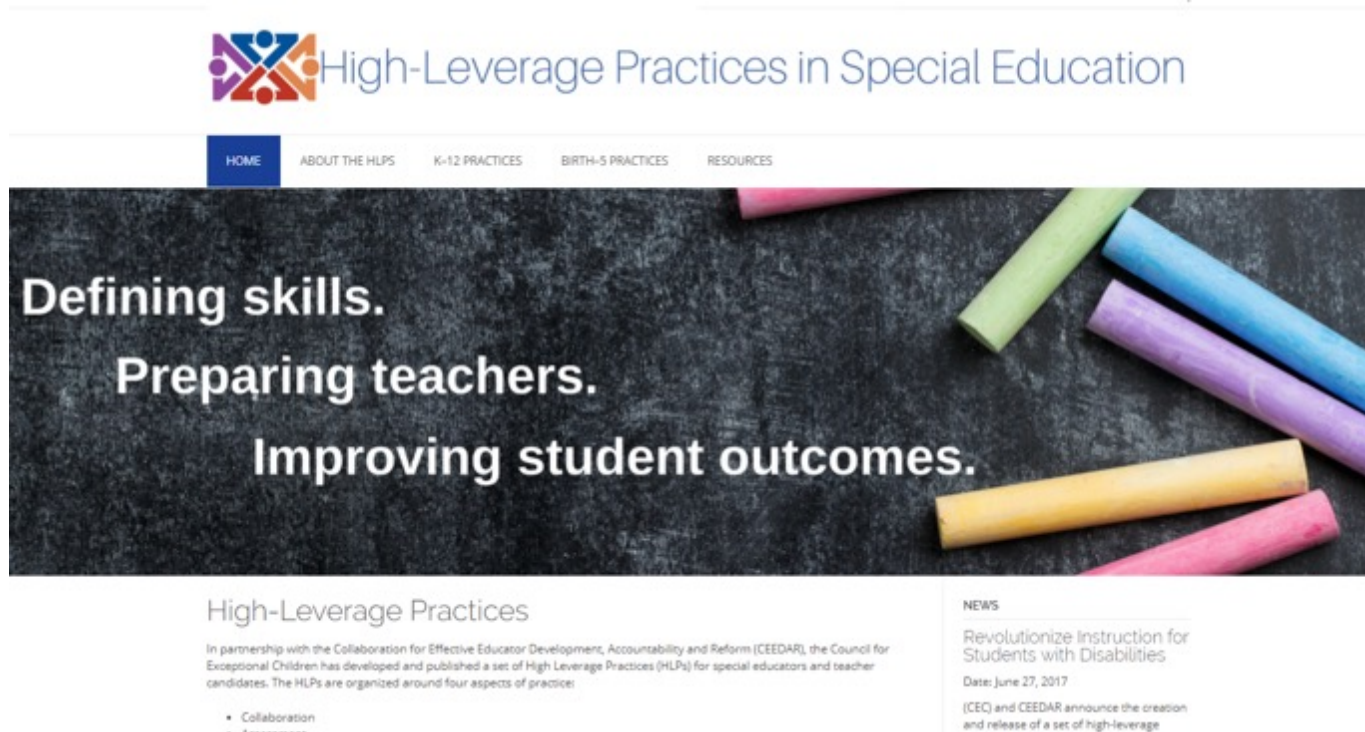 High-Leverage Practices in Special Education
HOME ABOUT THE HLPS K-12 PRACTICES BIRTH-5 PRACTICES RESOURCES
Defining skills.
Preparing teachers.
Improving student outcomes.
High-Leverage Practices
In partnership with the Collaboration for Effective Educator Development, Accountability and Reform (CEEDAR), the Council for
Exceptional Children has developed and published a set of High Leverage Practices (HLPs) for special educators and teacher
candidates. The HLPs are organized around four aspects of practice:
• Collaboration
NEWS
Revolutionize Instruction for
Students with Disabilities
Date: June 27, 2017
(CEC) and CEEDAR announce the creation
and release of a set of high-leverage